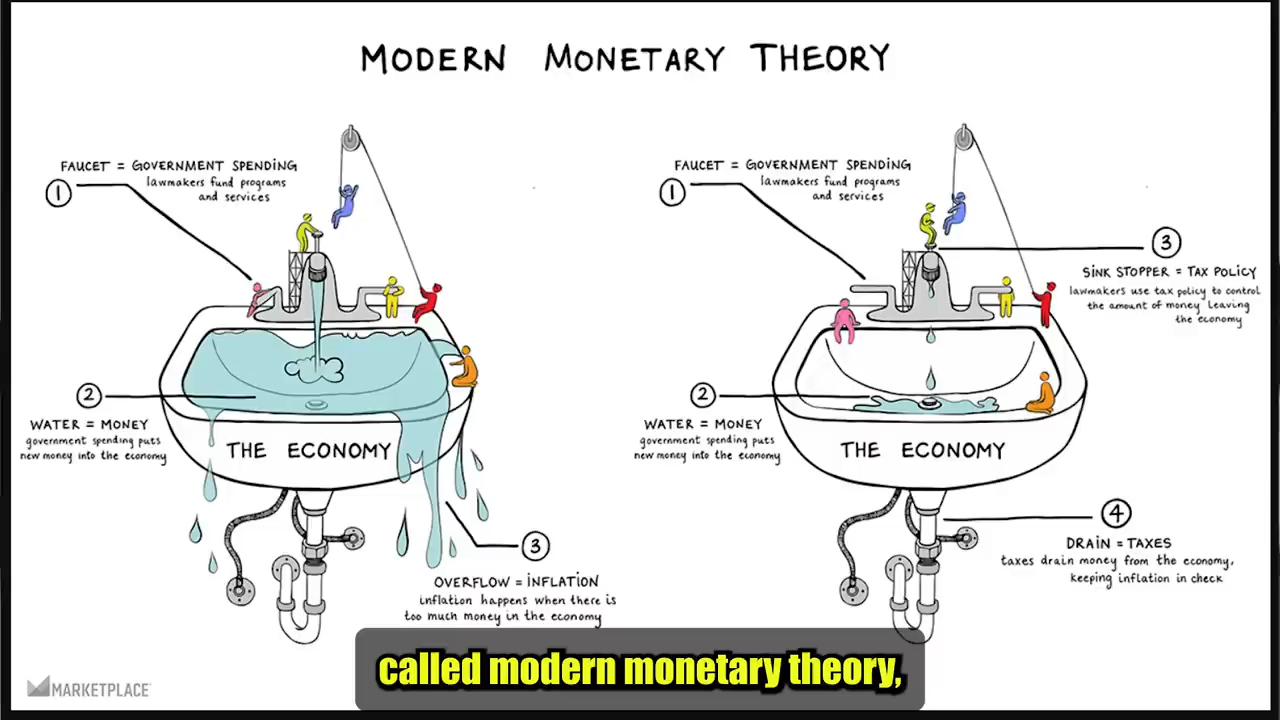 MODERN MONETARY THEORY
FAUCET = GOVERNMENT SPENDING
lawmakers fund programs
and services
1
2
WATER = MONEY
government spending puts
new money into the economy
THE ECONOMY
3
OVERFLOW = INFLATION
inflation happens when there is
too much money in the economy
FAUCET = GOVERNMENT SPENDING
lawmakers fund programs
and services
1
3
SINK STOPPER = TAX POLICY
lawmakers use tax policy to control
the amount of money leaving
the economy
2
WATER = MONEY
government spending puts
new money into the economy
THE ECONOMY
4
DRAIN = TAXES
taxes drain money from the economy,
keeping inflation in check
called modern monetary theory,
MARKETPLACE